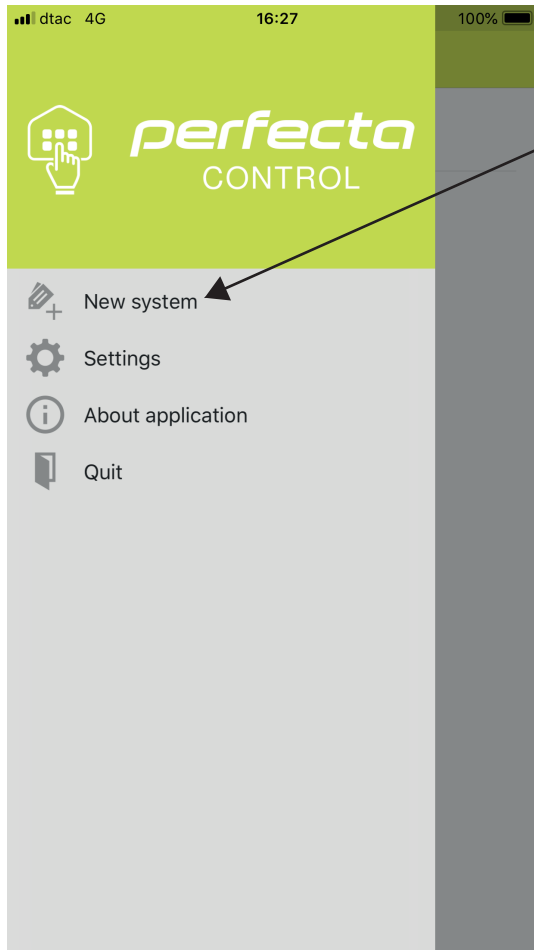 dtac 4G 16:27 100%
perfecta
CONTROL
New system
Settings
About application
Quit